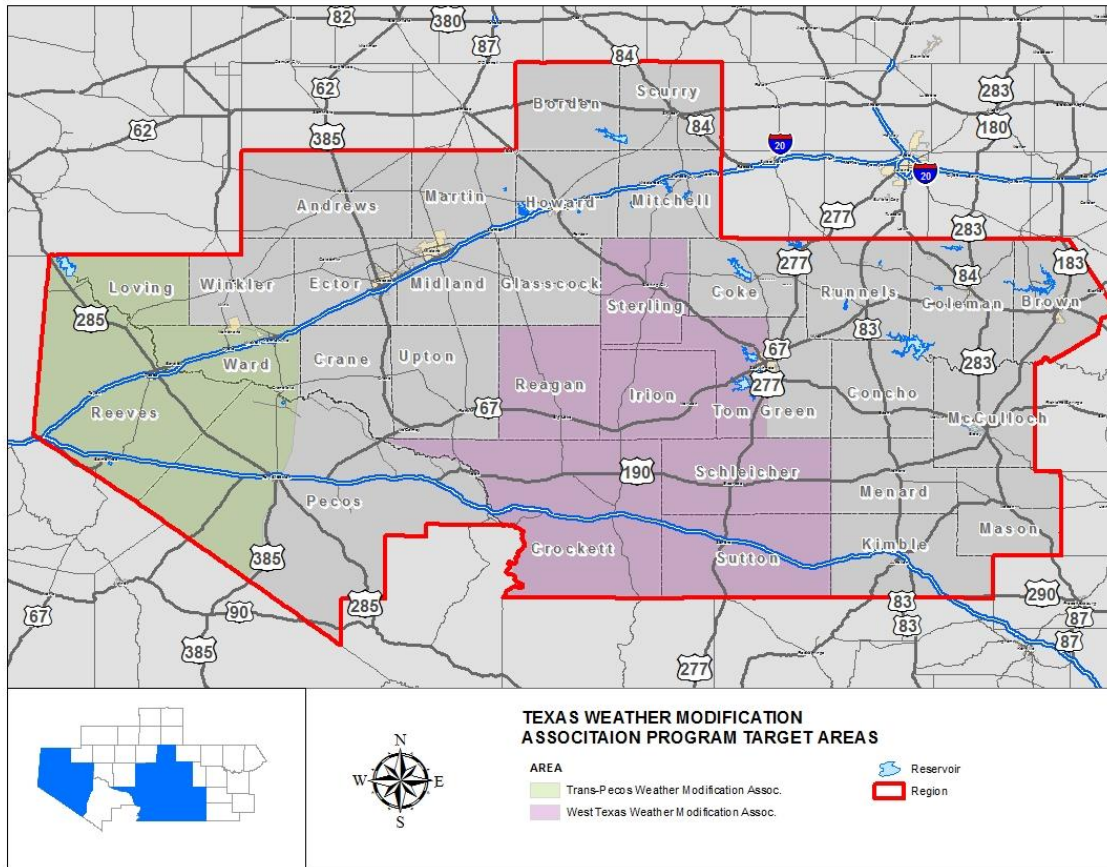 82
380
87
62
84
Scurry
Borden
283
62
385
84
180
20
20
Andrews
Martin
Howard
Mitchell
277
283
183
Loving
Winkler
Ector
Midland
Glasscock
Sterling
Coke
277
Runnels
84
Coleman
Brown
285
83
Ward
Crane
Upton
67
283
Reagan
Irion
277
Concho
Reeves
67
Tom Green
McCulloch
190
Schleicher
Pecos
Menard
Mason
385
Crockett
Sutton
Kimble
67
90
285
83
290
385
83
87
87
277
TEXAS WEATHER MODIFICATION
ASSOCITAION PROGRAM TARGET AREAS
N
W
E
S
AREA
Trans-Pecos Weather Modification Assoc.
West Texas Weather Modification Assoc.
Reservoir
Region